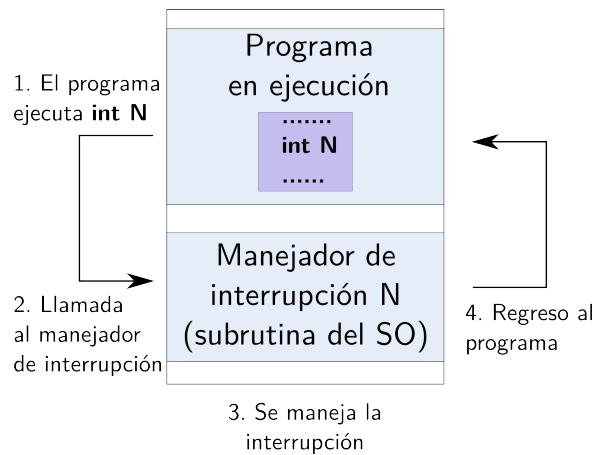 Programa
en ejecución
.......
int N
......
1. El programa
ejecuta int N
2. Llamada
al manejador
de interrupción
Manejador de
interrupción N
(subrutina del SO)
3. Se maneja la
interrupción
4. Regreso al
programa